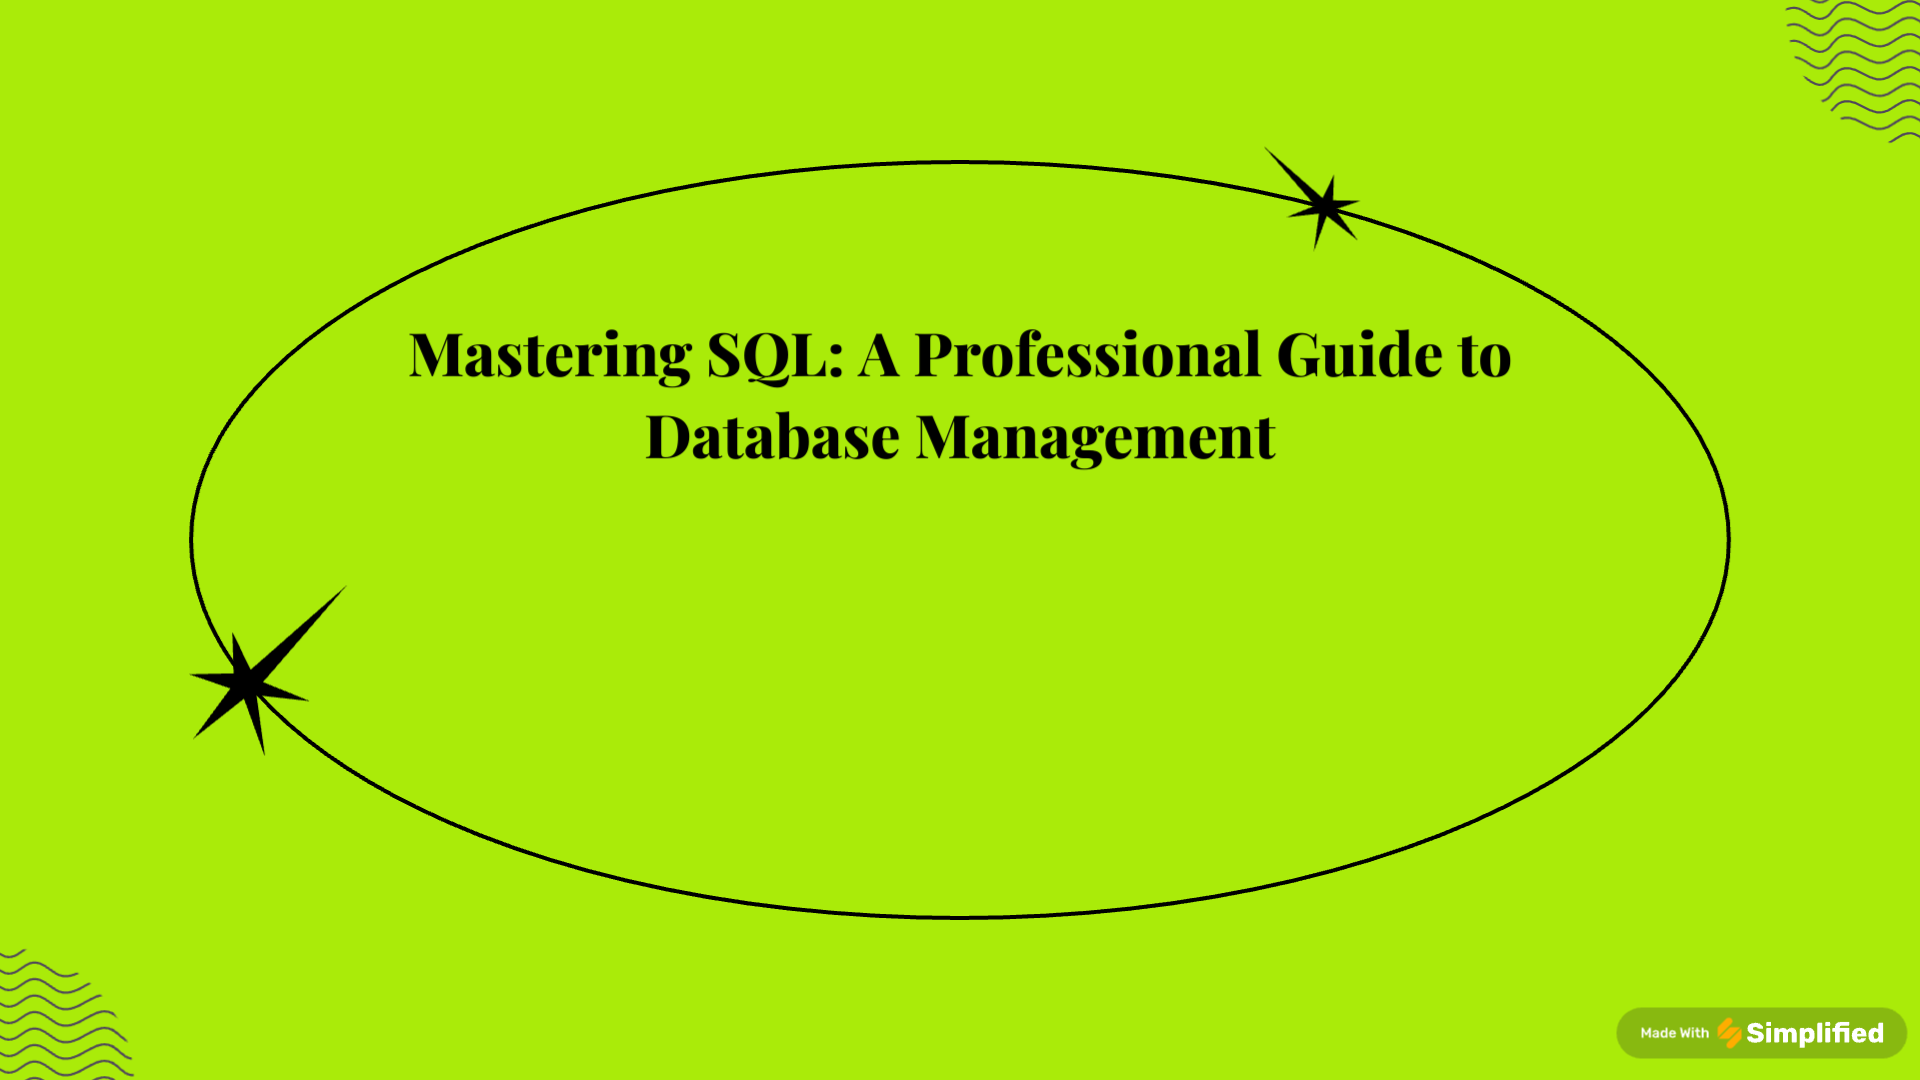 Mastering SQL: A Professional Guide to
Database Management
Made With Simplified